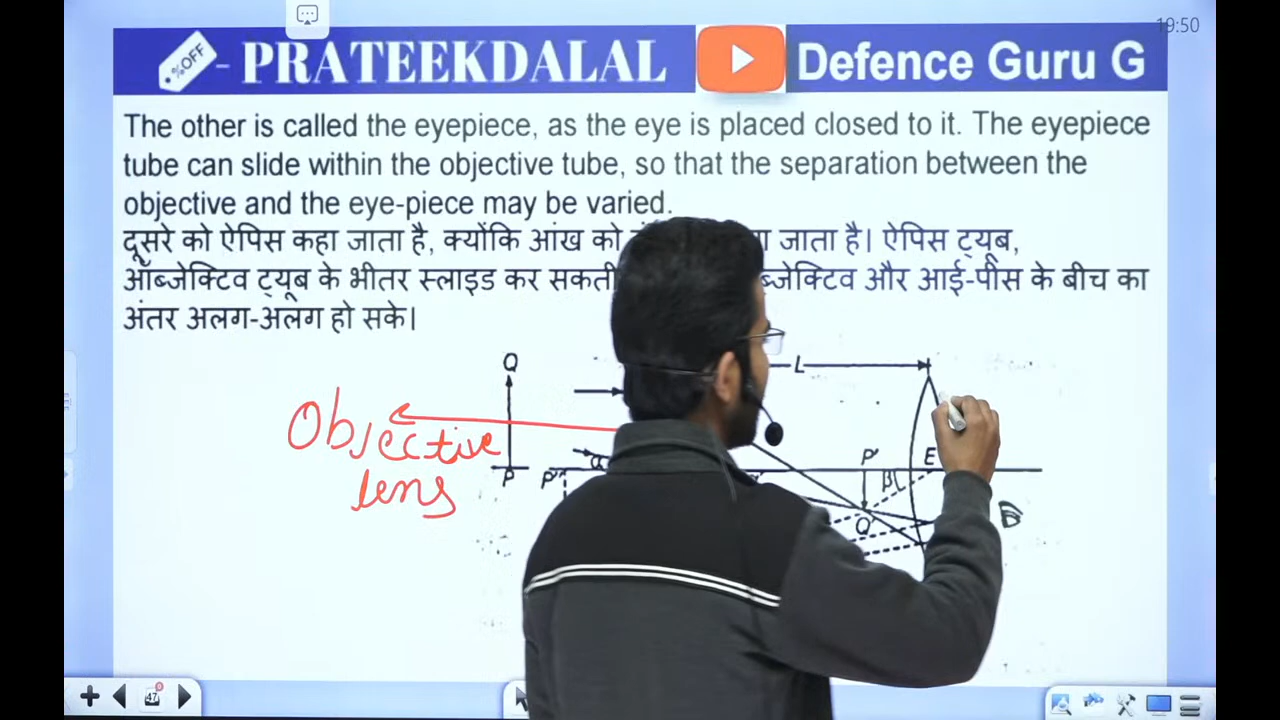 19:50
%OFF - PRATEEKDALAL Defence Guru G
The other is called the eyepiece, as the eye is placed closed to it. The eyepiece
tube can slide within the objective tube, so that the separation between the
objective and the eye-piece may be varied.
दूसरे को ऐपिस कहा जाता है, क्योंकि आंख को जाता है। ऐपिस ट्यूब,
ऑब्जेक्टिव ट्यूब के भीतर स्लाइड कर सकती और आई-पीस के बीच का
अंतर अलग-अलग हो सके।
Q L
Objective
lens
P P" α P' E
β
Q'
47